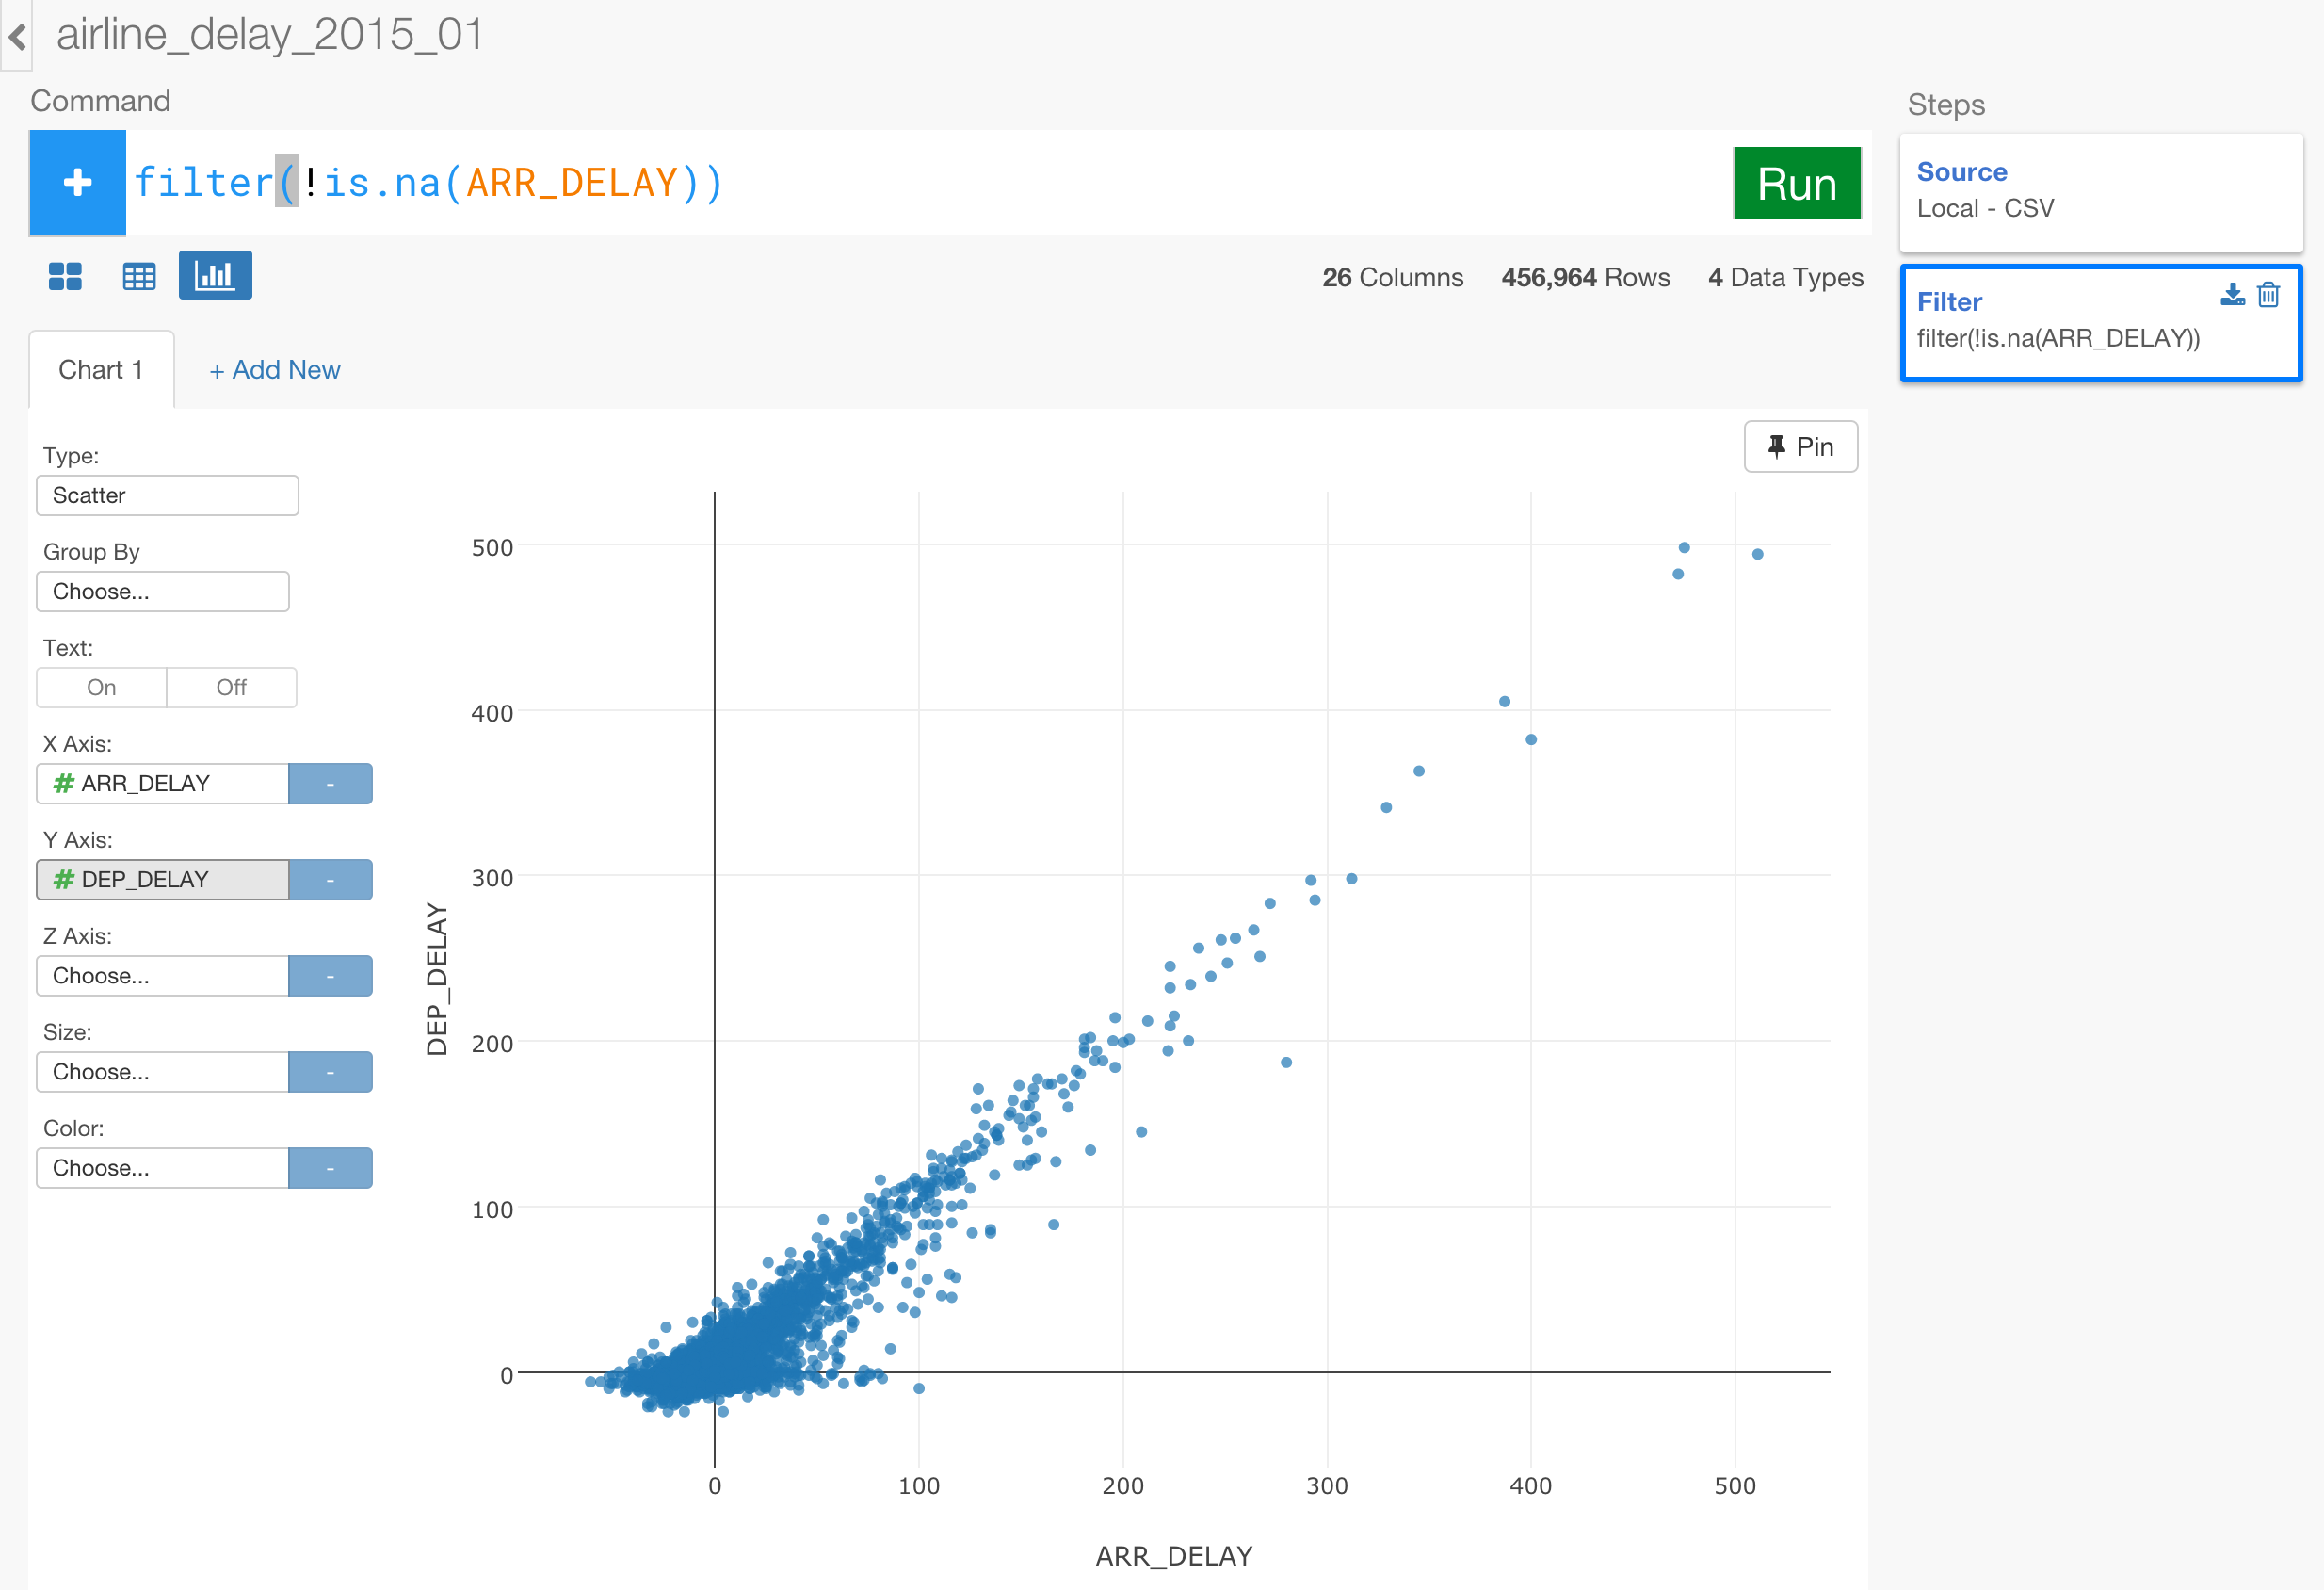 airline_delay_2015_01
Command
Steps
+ filter(!is.na(ARR_DELAY))
Run
Source
Local - CSV
26 Columns 456,964 Rows 4 Data Types
Filter
filter(!is.na(ARR_DELAY))
Chart 1
+ Add New
Pin
Type:
Scatter
Group By
Choose...
Text:
On Off
X Axis:
# ARR_DELAY -
Y Axis:
# DEP_DELAY -
Z Axis:
Choose... -
Size:
Choose... -
Color:
Choose... -
DEP_DELAY
500
400
300
200
100
0
0 100 200 300 400 500
ARR_DELAY